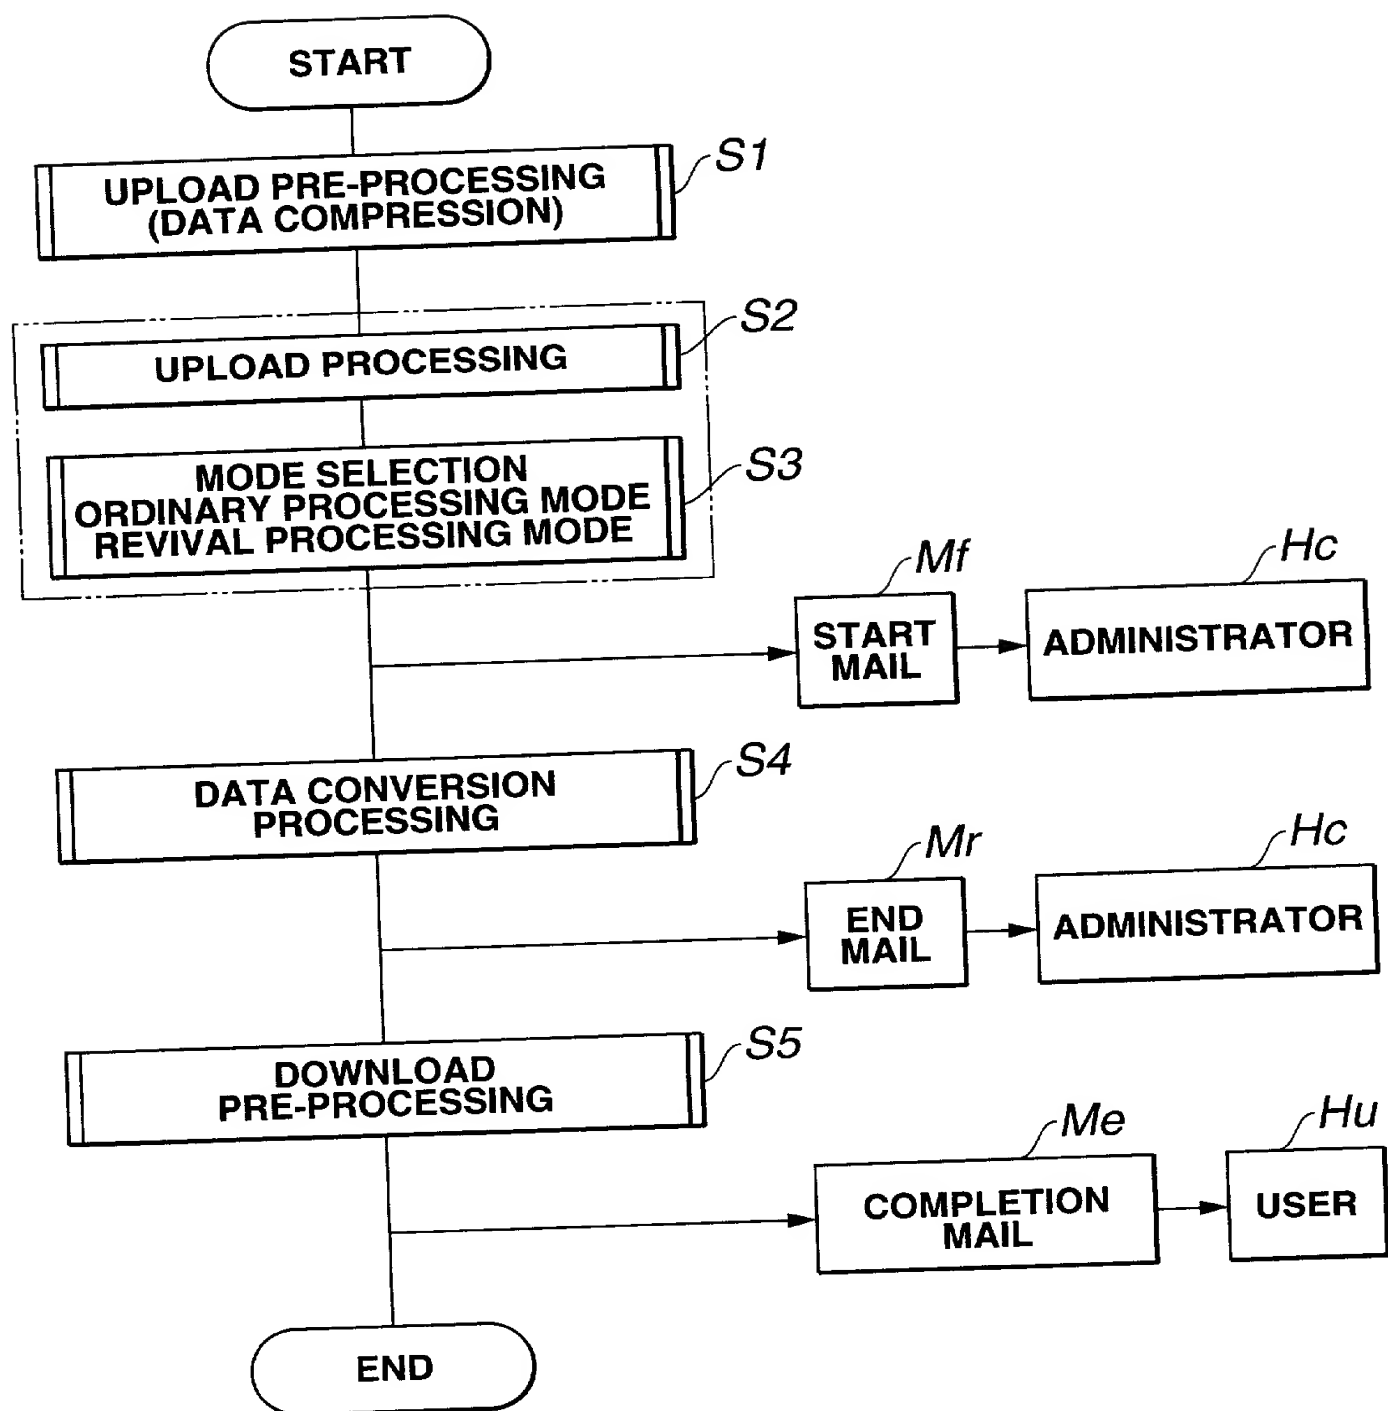 START
S1
UPLOAD PRE-PROCESSING
(DATA COMPRESSION)
S2
UPLOAD PROCESSING
S3
MODE SELECTION
ORDINARY PROCESSING MODE
REVIVAL PROCESSING MODE
Mf
Hc
START
MAIL
ADMINISTRATOR
S4
DATA CONVERSION
PROCESSING
Mr
Hc
END
MAIL
ADMINISTRATOR
S5
DOWNLOAD
PRE-PROCESSING
Me
Hu
COMPLETION
MAIL
USER
END